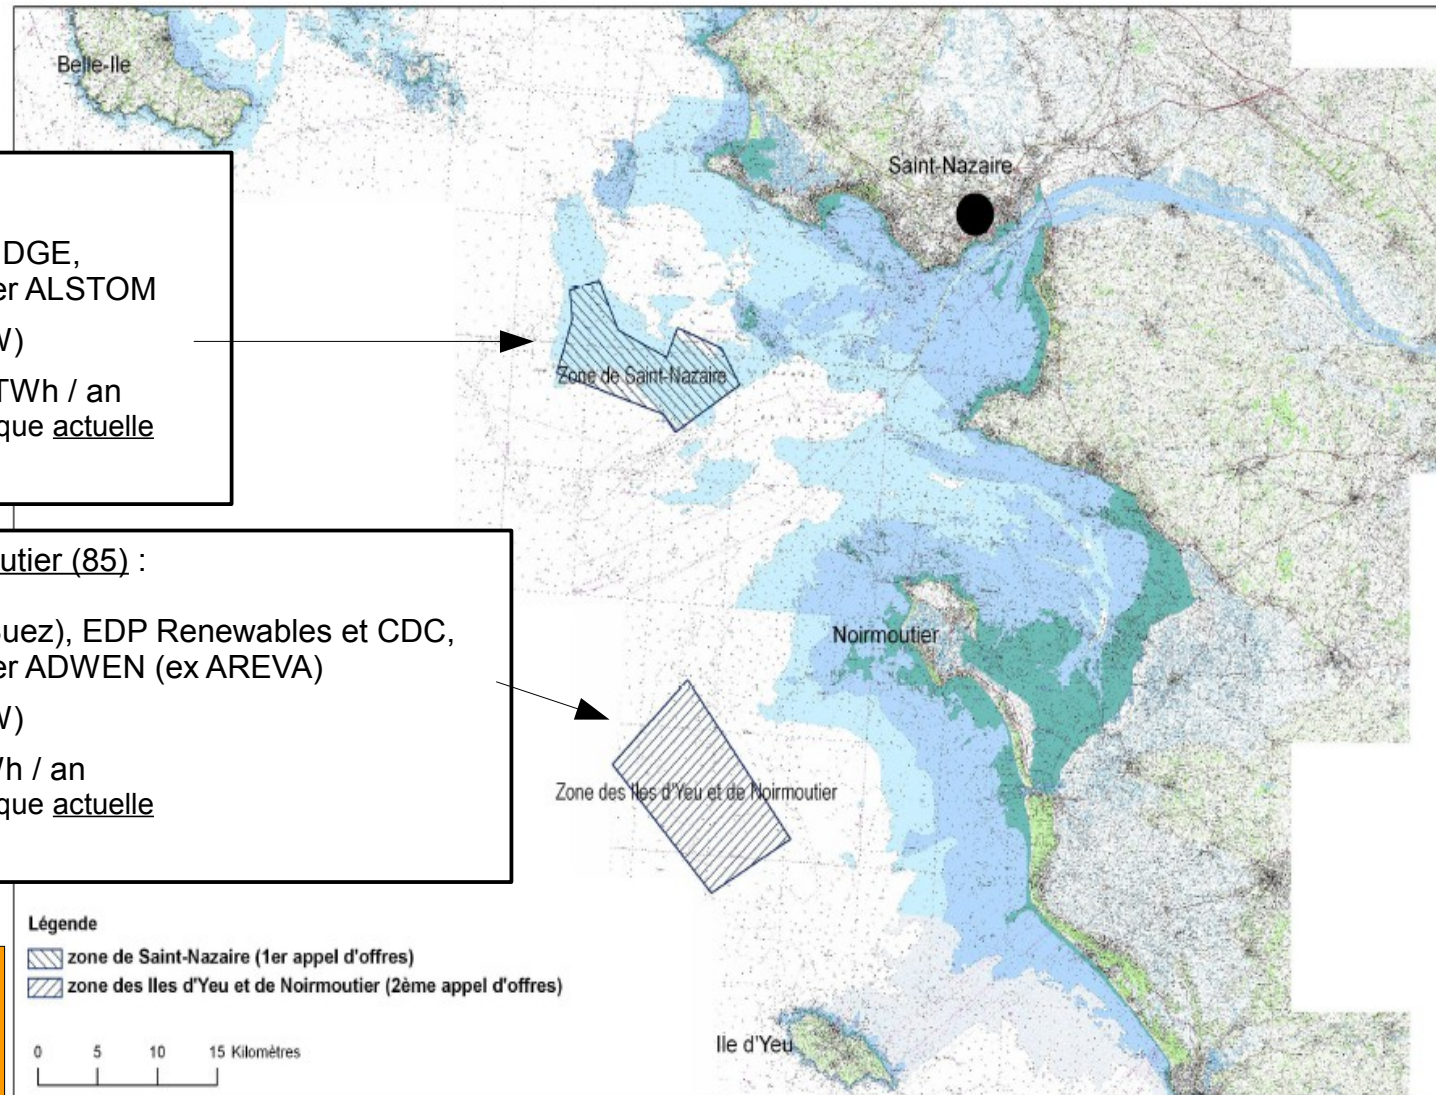 Belle-Ile
Saint-Nazaire
DGE,
er ALSTOM
W)
TWh / an
que actuelle
Zone de Saint-Nazaire
utier (85) :
Suez), EDP Renewables et CDC,
er ADWEN (ex AREVA)
W)
Wh / an
que actuelle
Noirmoutier
Zone des Iles d'Yeu et de Noirmoutier
Légende
zone de Saint-Nazaire (1er appel d'offres)
zone des Iles d'Yeu et de Noirmoutier (2ème appel d'offres)
0 5 10 15 Kilomètres
Ile d'Yeu